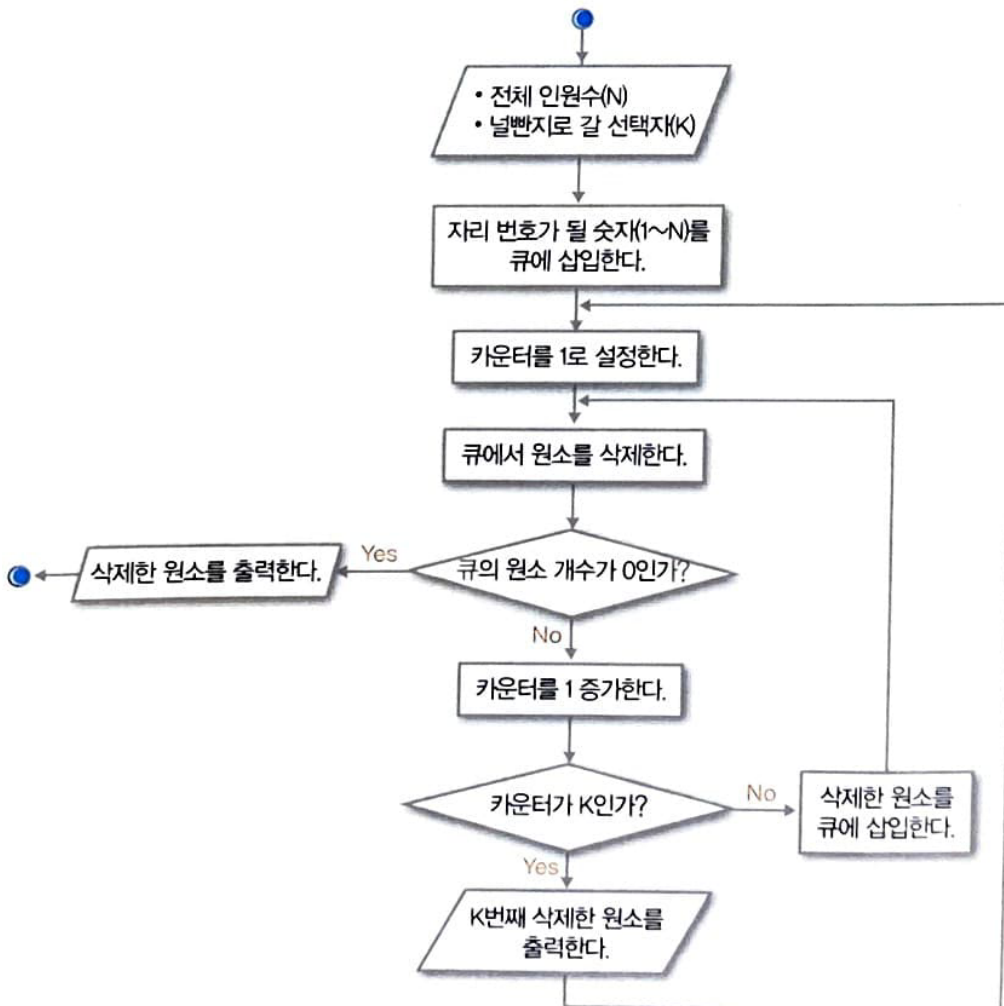 • 전체 인원수(N)
• 널빤지로 갈 선택자(K)
자리 번호가 될 숫자(1~N)를
큐에 삽입한다.
카운터를 1로 설정한다.
큐에서 원소를 삭제한다.
큐의 원소 개수가 0인가?
Yes
삭제한 원소를 출력한다.
No
카운터를 1 증가한다.
카운터가 K인가?
No
삭제한 원소를
큐에 삽입한다.
Yes
K번째 삭제한 원소를
출력한다.